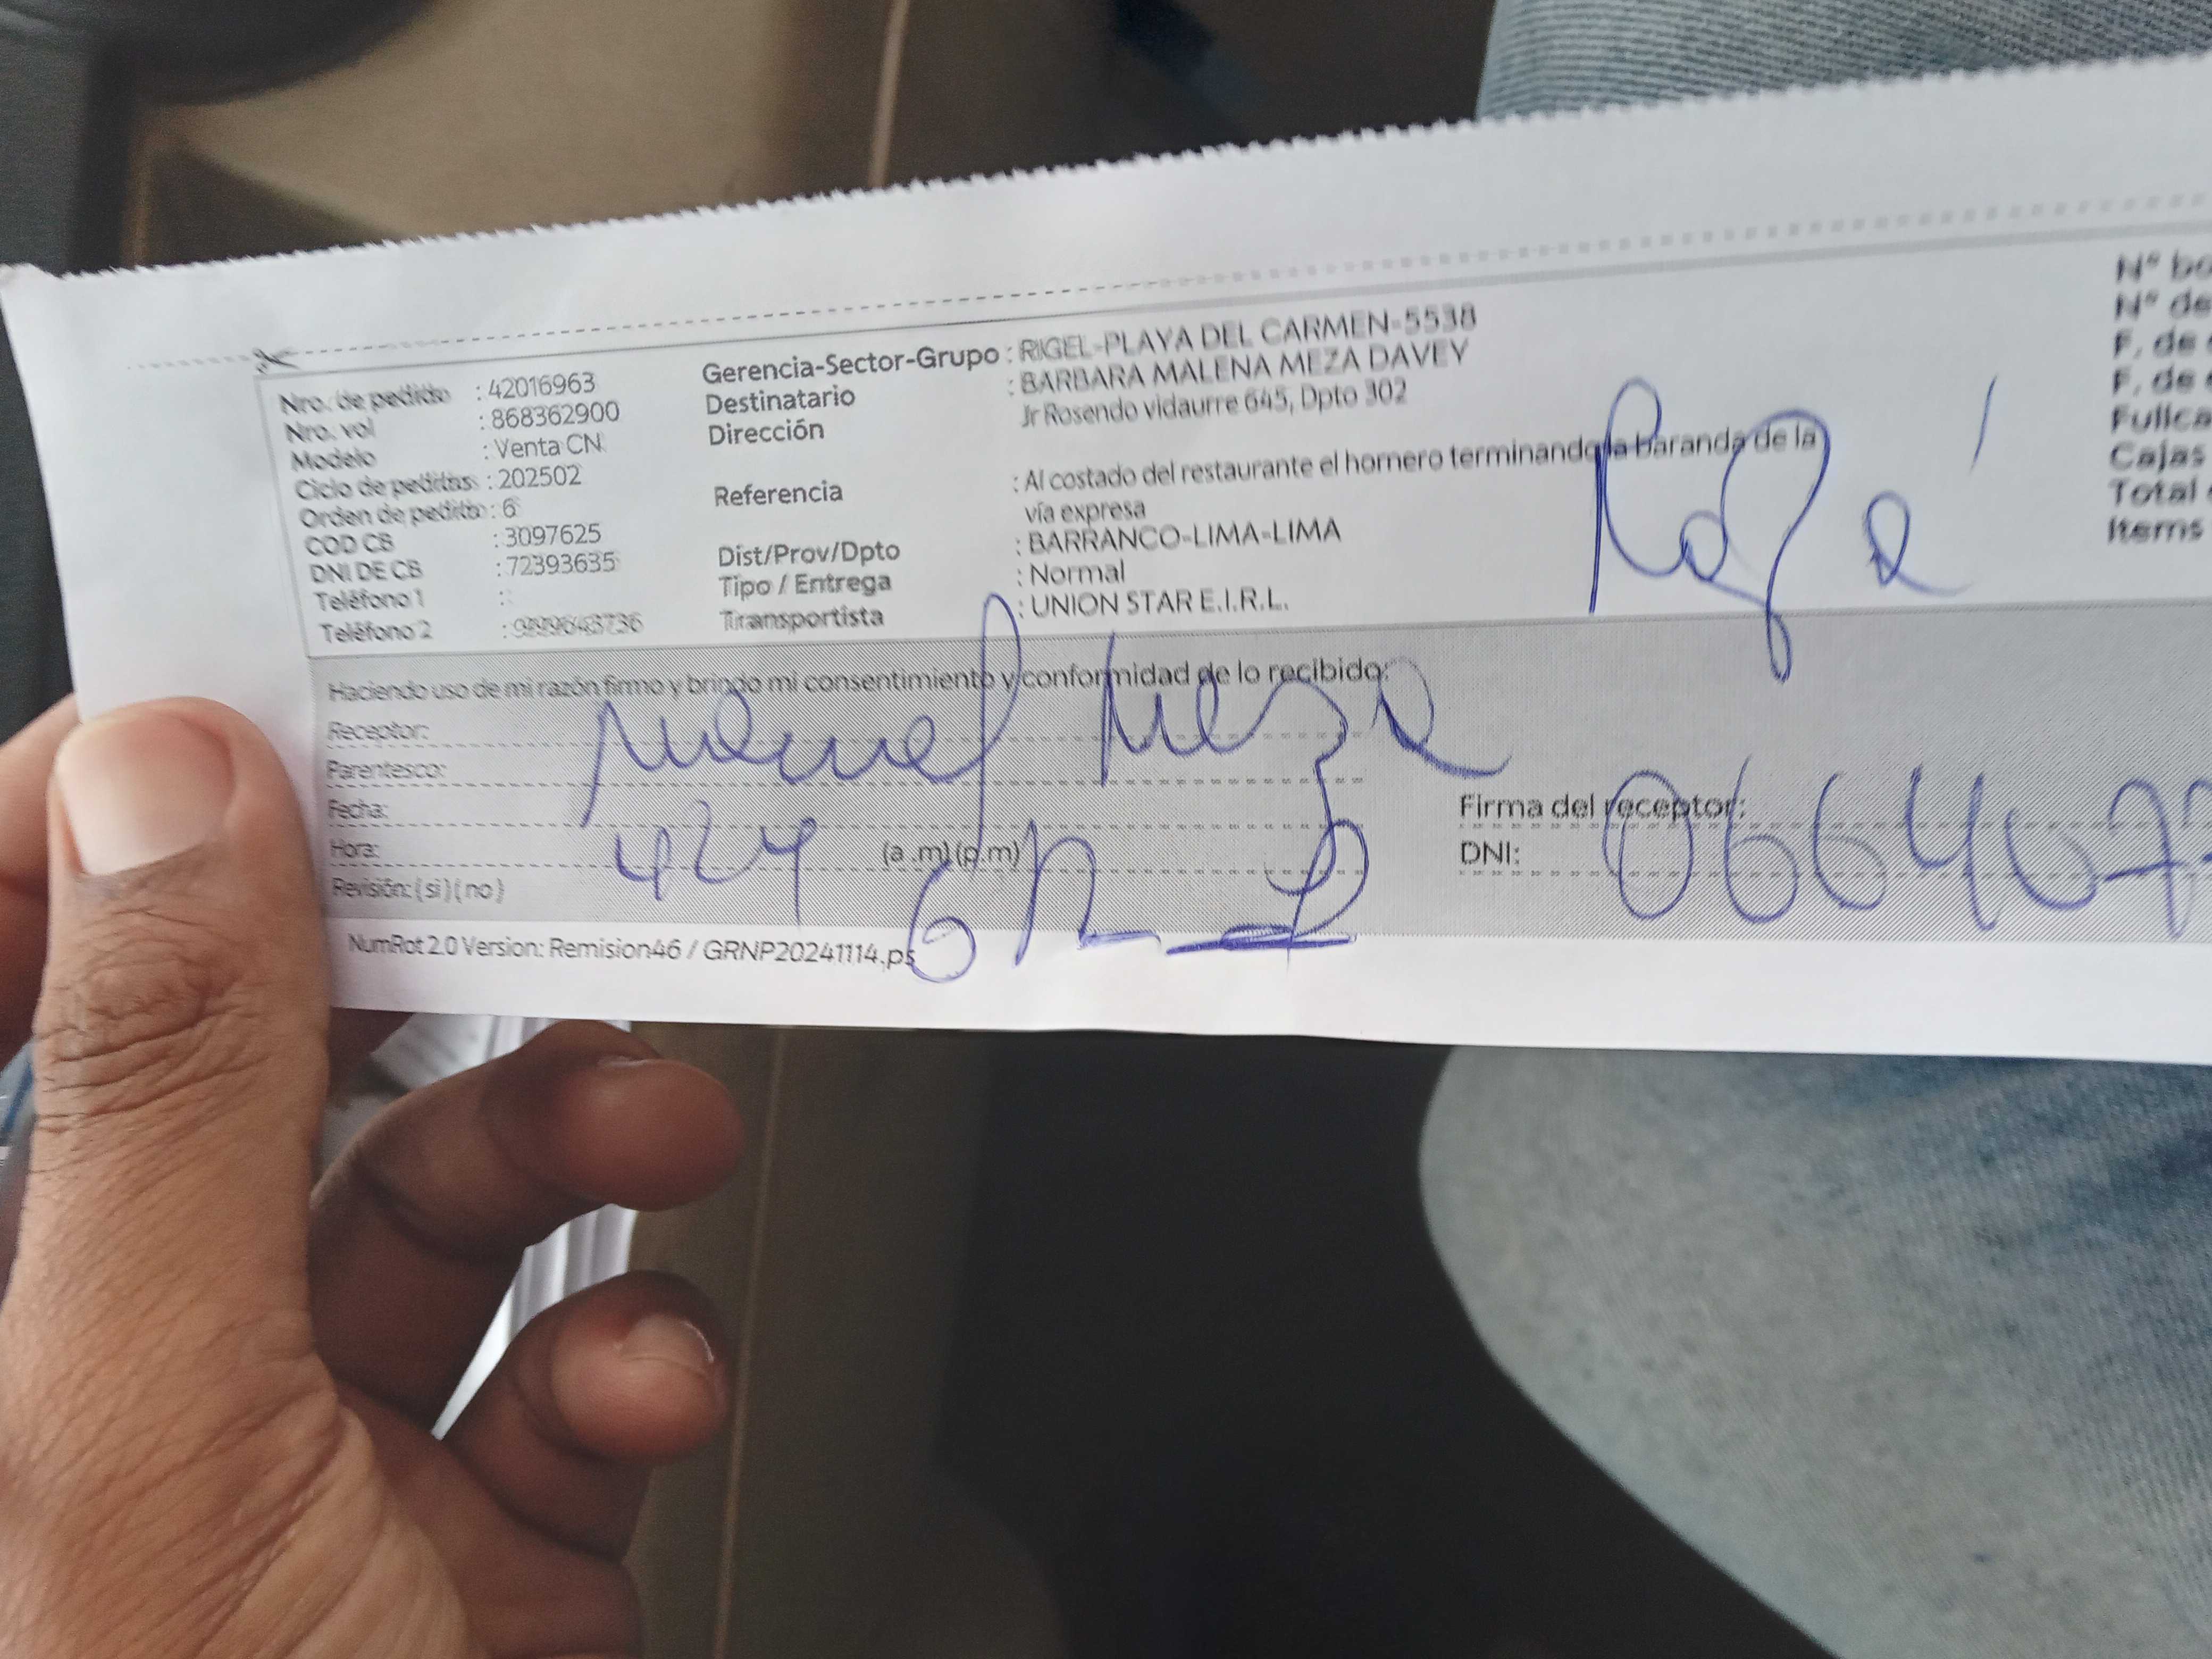 Nro. de pedido : 42016963
Nro. vol : 868362900
Modelo : Venta CN
Ciclo de pedidos : 202502
Orden de pedido : 6
COD CB : 3097625
DNI DE CB : 72393635
Teléfono 1 :
Teléfono 2 : 999643736
Gerencia-Sector-Grupo : RIGEL-PLAYA DEL CARMEN-5538
Destinatario : BARBARA MALENA MEZA DAVEY
Dirección Jr Rosendo vidaurre 645, Dpto 302
Referencia : Al costado del restaurante el hornero terminando la baranda de la
vía expresa
Dist/Prov/Dpto : BARRANCO-LIMA-LIMA
Tipo / Entrega : Normal
Transportista : UNION STAR E.I.R.L.
N° bo
N° de
F. de
F. de
Fullca
Cajas
Total
Items
Haciendo uso de mi razón firmo y brindo mi consentimiento y conformidad de lo recibido:
Receptor:
Parentesco:
Meza
Fecha:
Hora: 424 (a .m)(p.m)
Revisión: ( si ) ( no )
Firma del receptor:
DNI: 066407
NumRot 2.0 Version: Remision46 / GRNP20241114.ps